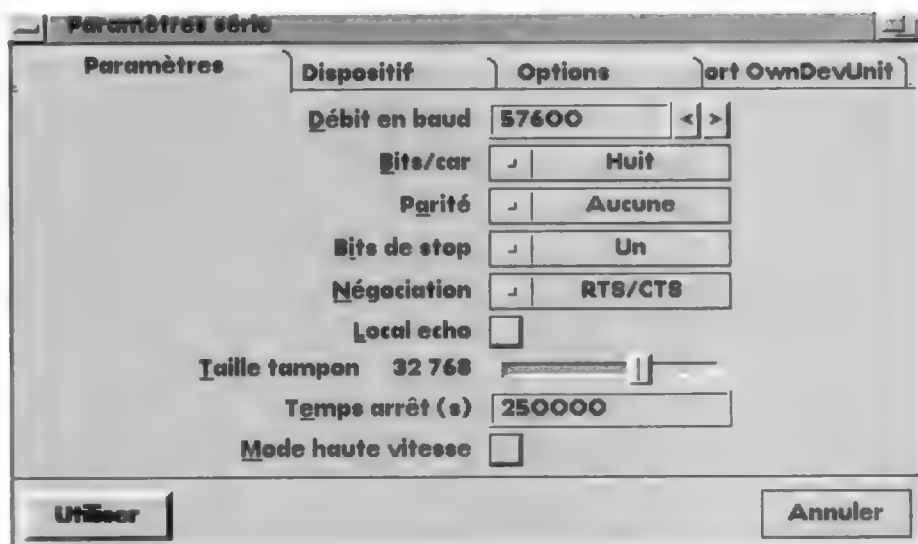 Paramètres série
Paramètres Dispositif Options ort OwnDevUnit
Débit en baud 57600 < >
Bits/car Huit
Parité Aucune
Bits de stop Un
Négociation RTS/CTS
Local echo
Taille tampon 32 768
Temps arrêt (s) 250000
Mode haute vitesse
Utiliser Annuler